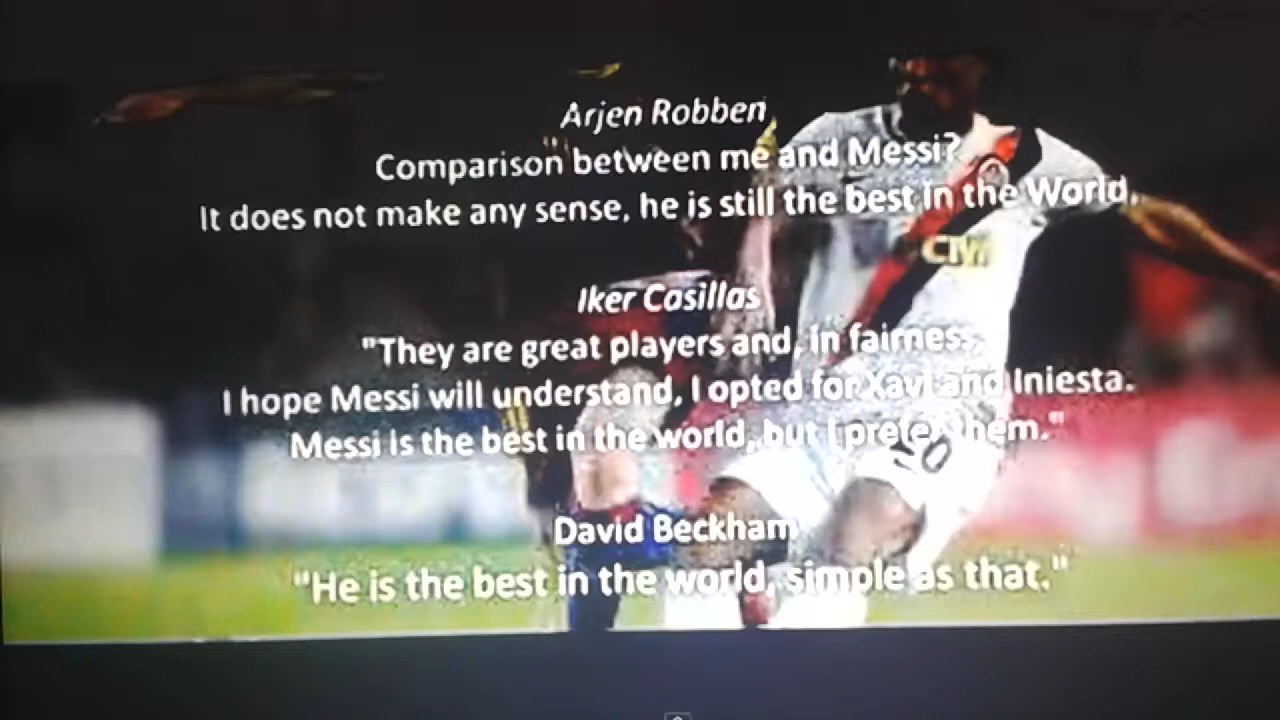 Arjen Robben
Comparison between me and Messi?
It does not make any sense, he is still the best in the World.
Iker Casillas
"They are great players and, in fairness,
I hope Messi will understand, I opted for Xavi and Iniesta.
Messi is the best in the world, but I prefer them."
David Beckham
"He is the best in the world, simple as that."
10